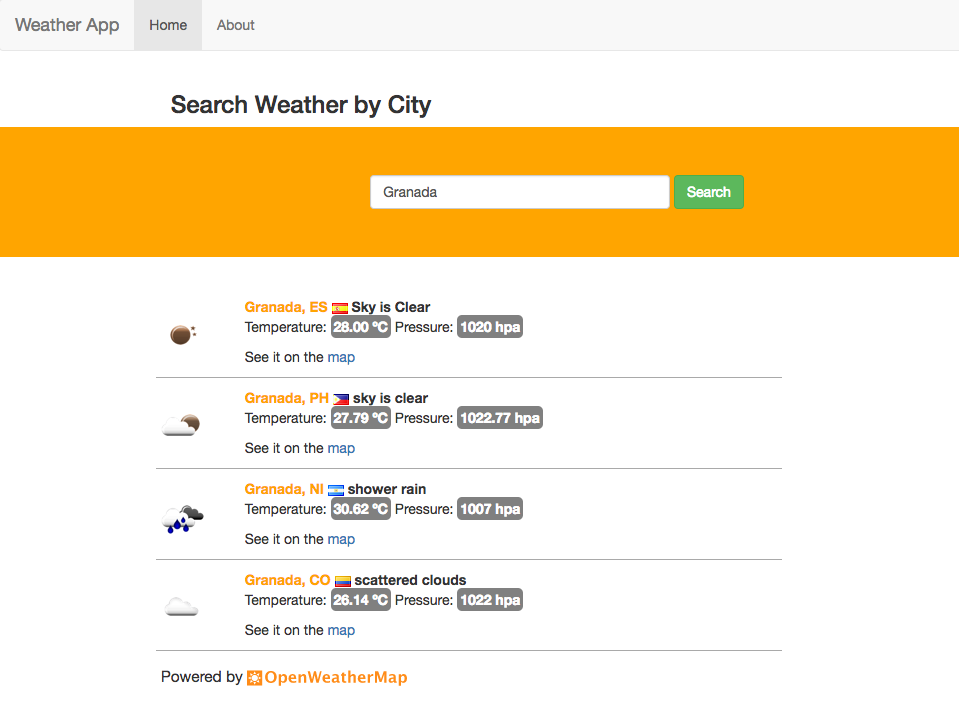 Weather App Home About
Search Weather by City
Granada Search
Granada, ES Sky is Clear
Temperature: 28.00 ºC Pressure: 1020 hpa
See it on the map
Granada, PH sky is clear
Temperature: 27.79 ºC Pressure: 1022.77 hpa
See it on the map
Granada, NI shower rain
Temperature: 30.62 ºC Pressure: 1007 hpa
See it on the map
Granada, CO scattered clouds
Temperature: 26.14 ºC Pressure: 1022 hpa
See it on the map
Powered by OpenWeatherMap